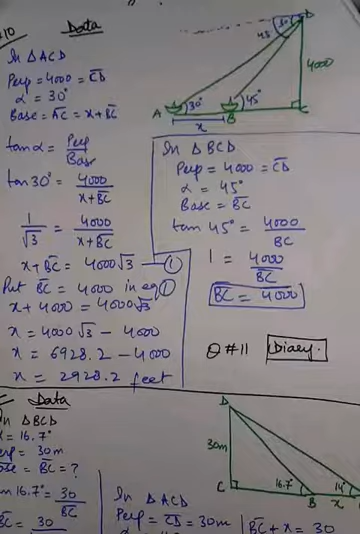 #10 Data
In △ ACD
Perp = 4000 = CD
α = 30°
Base = AC = x + BC
tan α = Perp / Base
tan 30° = 4000 / x + BC
1 / √3 = 4000 / x + BC
x + BC = 4000√3 — ①
Put BC = 4000 in eq ①
x + 4000 = 4000√3
x = 4000√3 - 4000
x = 6928.2 - 4000
x = 2928.2 feet
D
45
30°
4000
A 30° B 45° C
x
In △ BCD
Perp = 4000 = CD
α = 45°
Base = BC
tan 45° = 4000 / BC
1 = 4000 / BC
BC = 4000
Q #11 Diary.
Data
In △ BCD
= 16.7°
= 30m
= BC = ?
16.7° = 30 / BC
BC = 30
In △ ACD
Perp = CD = 30m
BC + x = 30
D
30m
C 16.7° B x 14°